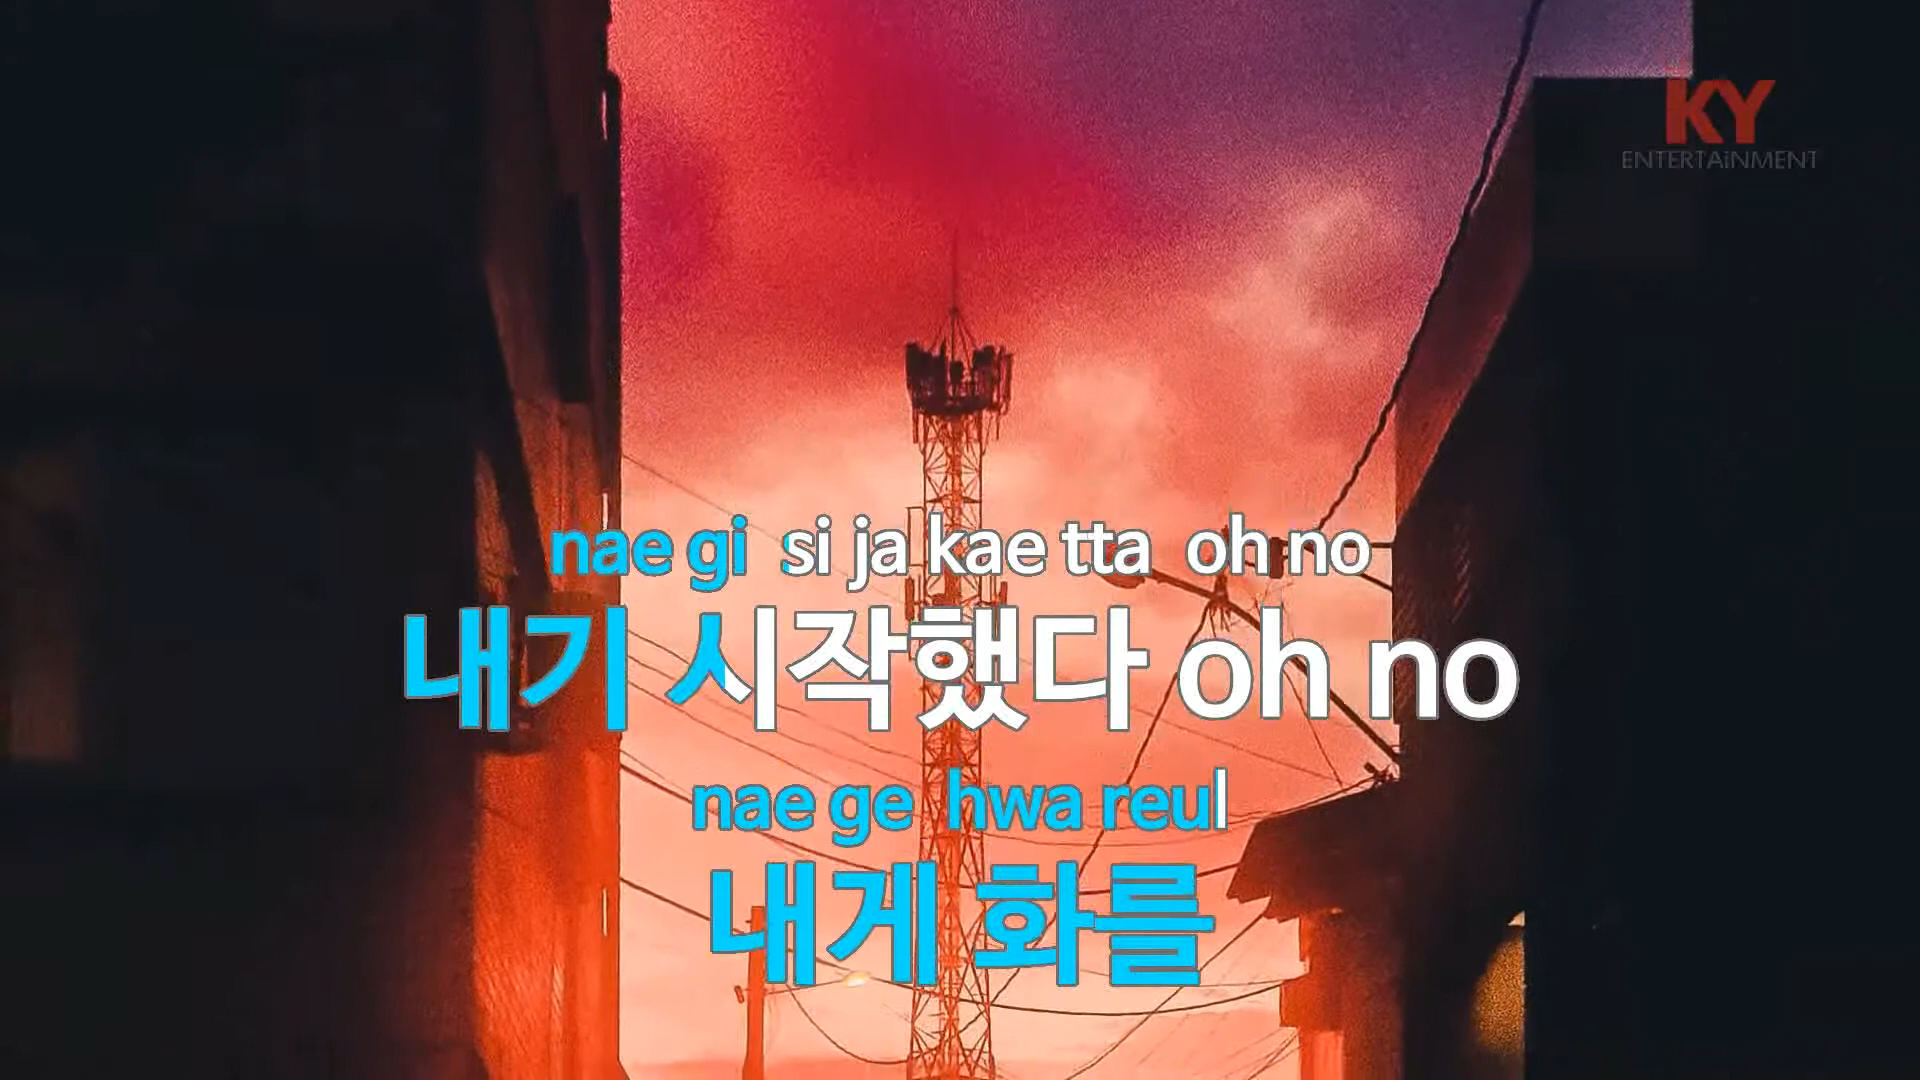 KY
ENTERTAiNMENT
nae gi si ja kae tta oh no
내기 시작했다 oh no
nae ge hwa reul
내게 화를